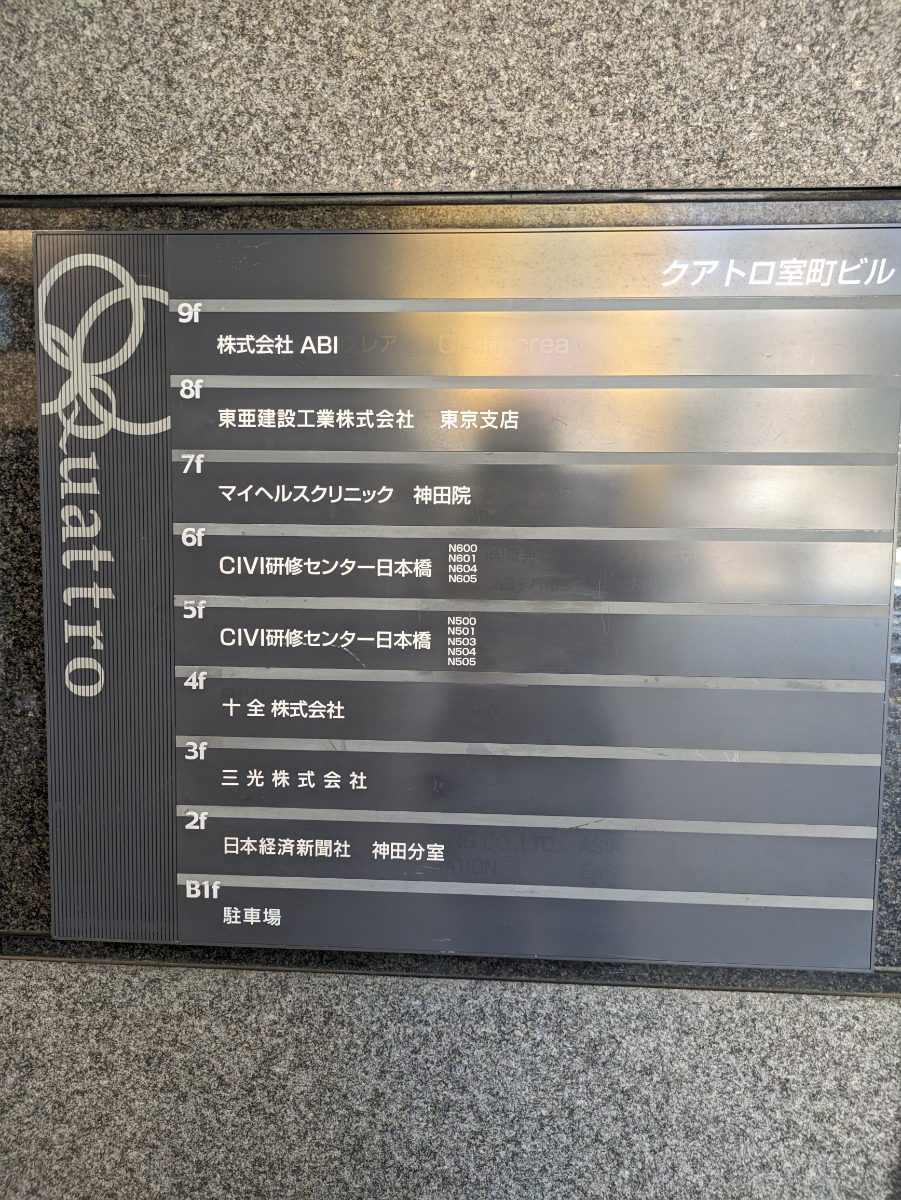 クアトロ室町ビル
Quattro
9f
株式会社 ABI
8f
東亜建設工業株式会社 東京支店
7f
マイヘルスクリニック 神田院
6f
CIVI研修センター日本橋
N600
N601
N604
N605
5f
CIVI研修センター日本橋
N500
N501
N503
N504
N505
4f
十全 株式会社
3f
三光株式会社
2f
日本経済新聞社 神田分室
B1f
駐車場